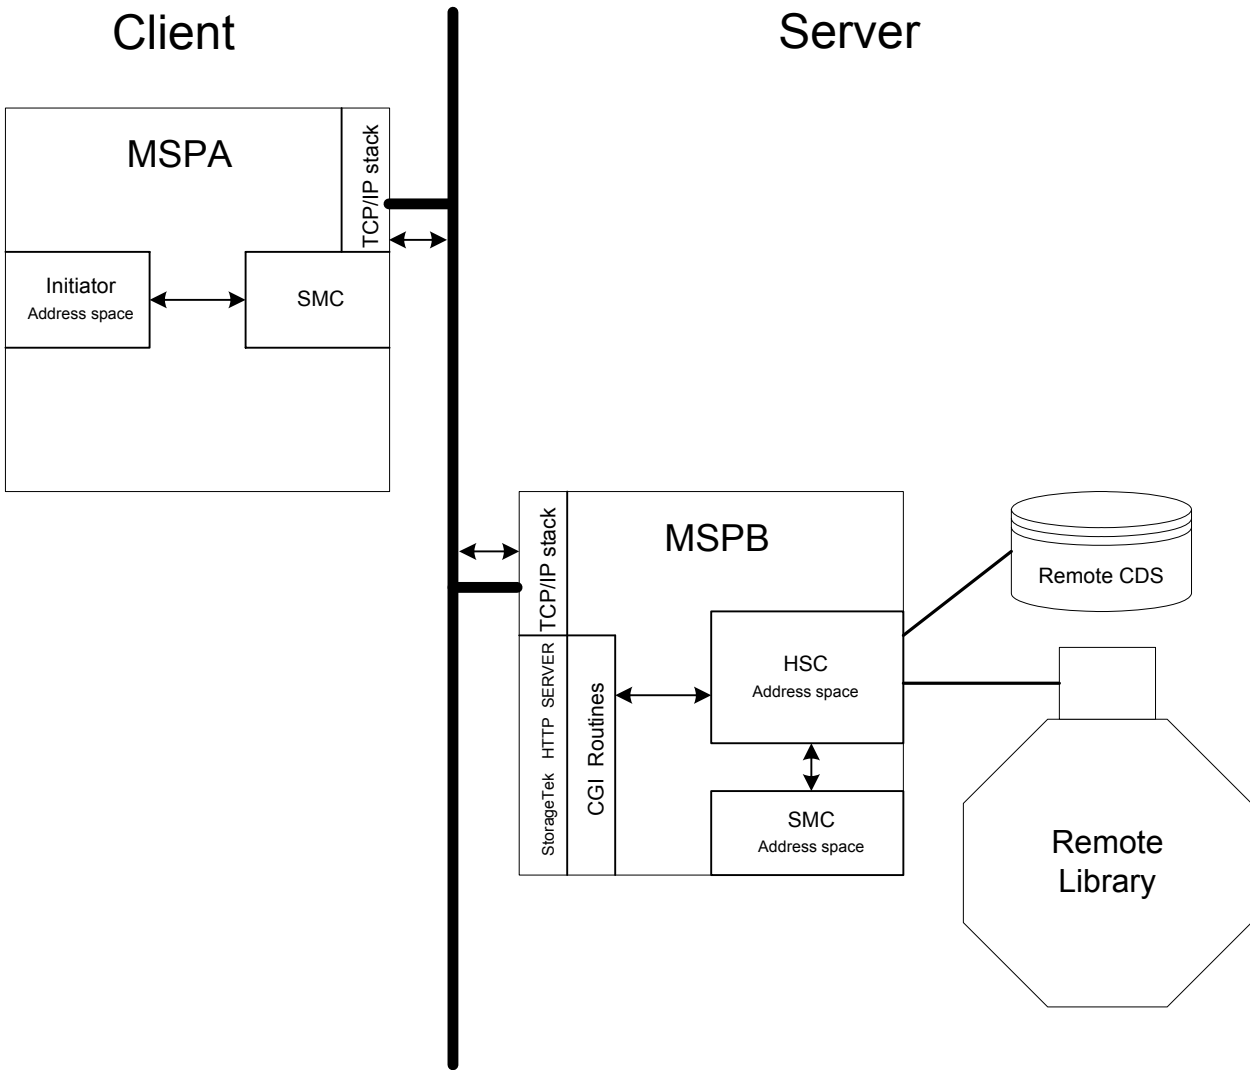 Client
Server
MSPA
TCP/IP stack
Initiator
Address space
SMC
TCP/IP stack
MSPB
Remote CDS
StorageTek HTTP SERVER
CGI Routines
HSC
Address space
SMC
Address space
Remote
Library